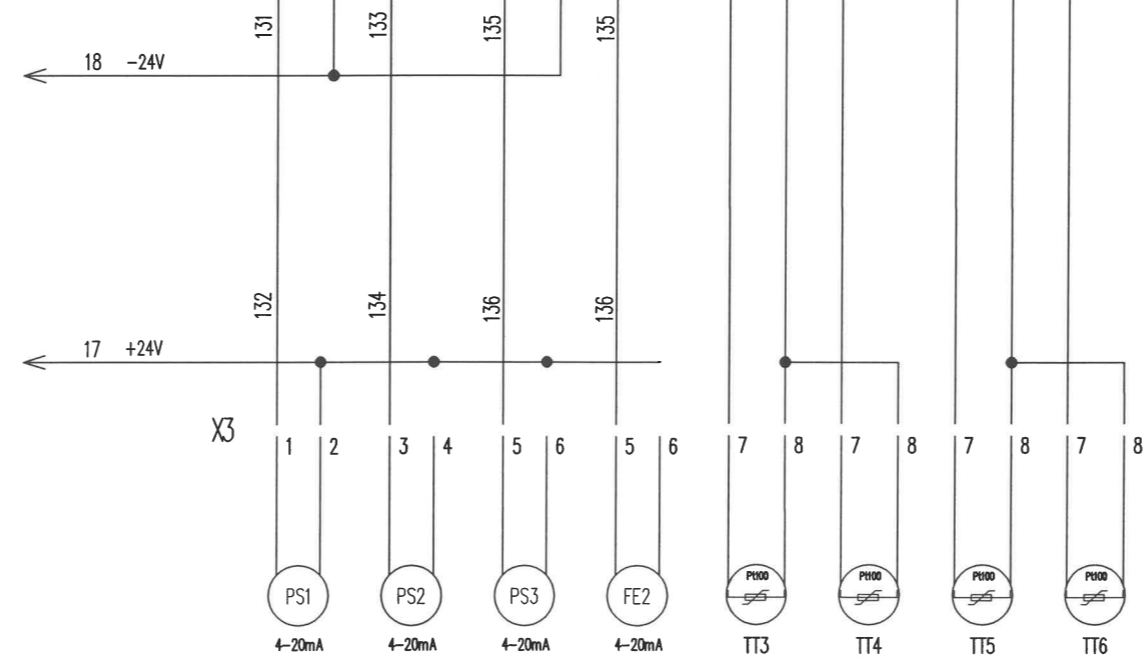 131 133 135 135
18 -24V
132 134 136 136
17 +24V
X3
1 2 3 4 5 6 5 6 7 8 7 8 7 8 7 8
PS1 PS2 PS3 FE2 Pt100 Pt100 Pt100 Pt100
4-20mA 4-20mA 4-20mA 4-20mA TT3 TT4 TT5 TT6